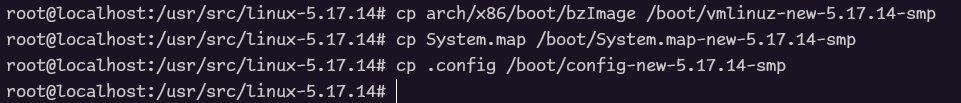 root@localhost:/usr/src/linux-5.17.14# cp arch/x86/boot/bzImage /boot/vmlinuz-new-5.17.14-smp
root@localhost:/usr/src/linux-5.17.14# cp System.map /boot/System.map-new-5.17.14-smp
root@localhost:/usr/src/linux-5.17.14# cp .config /boot/config-new-5.17.14-smp
root@localhost:/usr/src/linux-5.17.14#